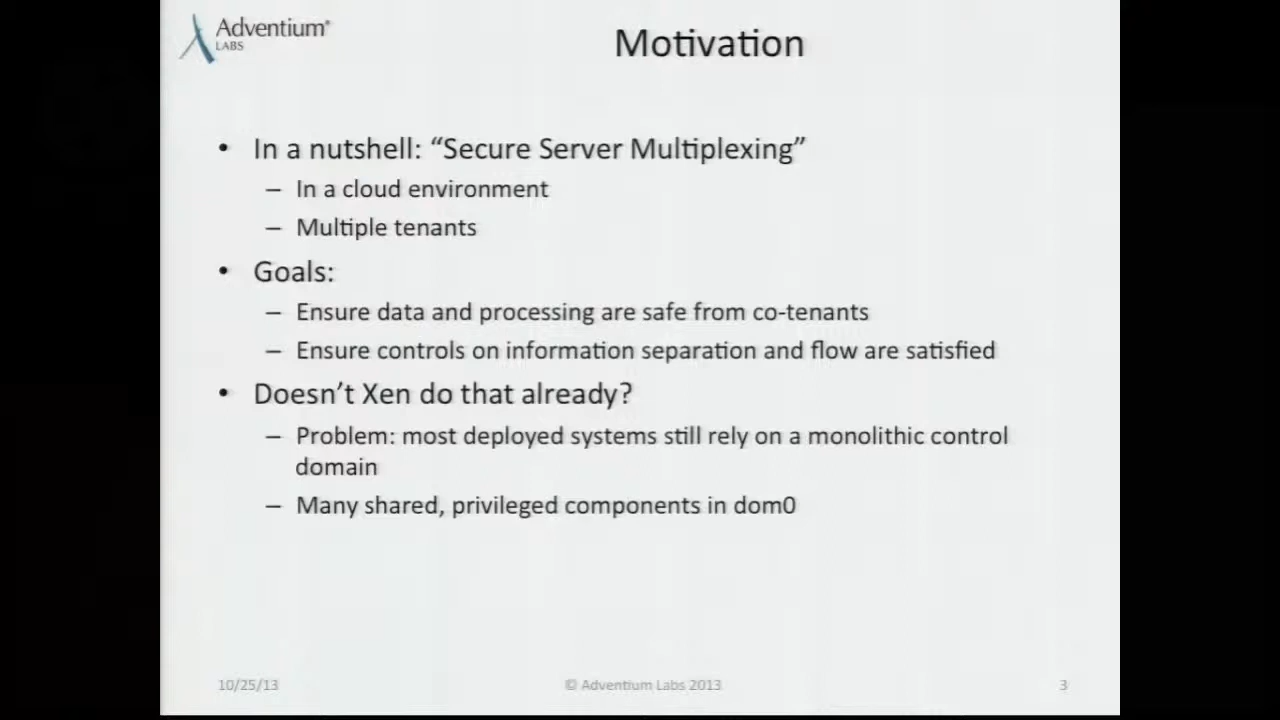 Adventium®
LABS
Motivation
• In a nutshell: “Secure Server Multiplexing”
– In a cloud environment
– Multiple tenants
• Goals:
– Ensure data and processing are safe from co-tenants
– Ensure controls on information separation and flow are satisfied
• Doesn’t Xen do that already?
– Problem: most deployed systems still rely on a monolithic control
domain
– Many shared, privileged components in dom0
10/25/13
© Adventium Labs 2013
3